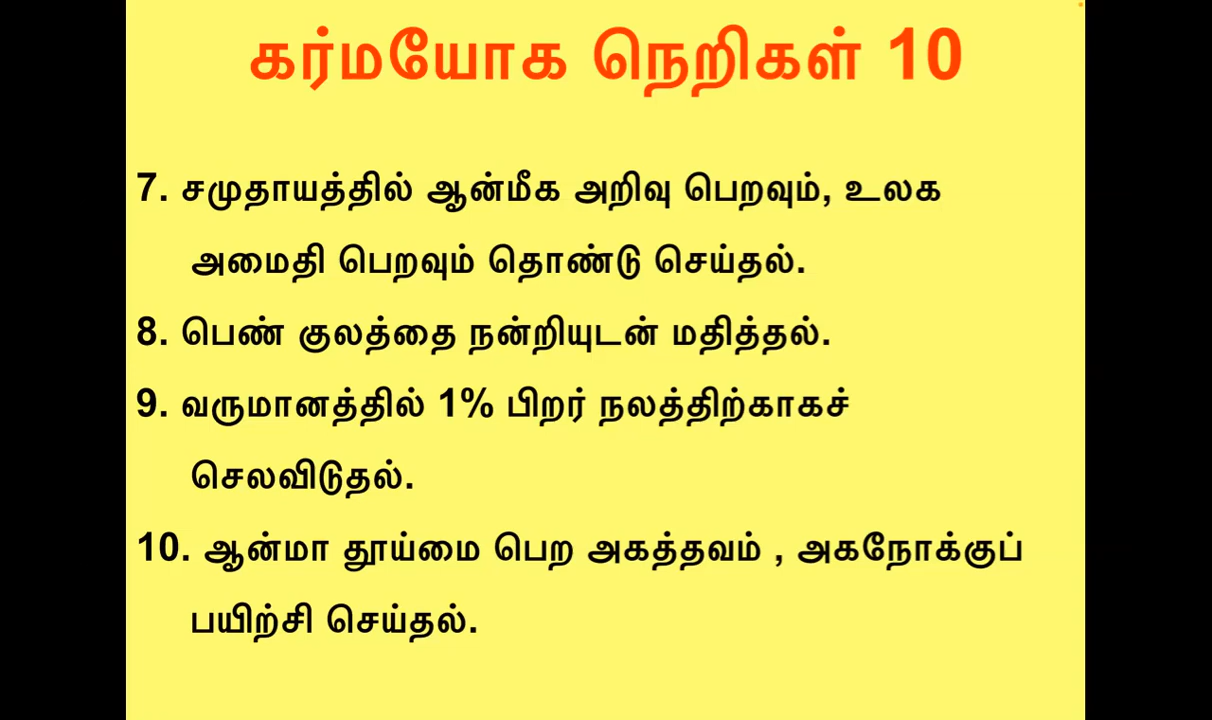 கர்மயோக நெறிகள் 10
7. சமுதாயத்தில் ஆன்மீக அறிவு பெறவும், உலக
அமைதி பெறவும் தொண்டு செய்தல்.
8. பெண் குலத்தை நன்றியுடன் மதித்தல்.
9. வருமானத்தில் 1% பிறர் நலத்திற்காகச்
செலவிடுதல்.
10. ஆன்மா தூய்மை பெற அகத்தவம் , அகநோக்குப்
பயிற்சி செய்தல்.